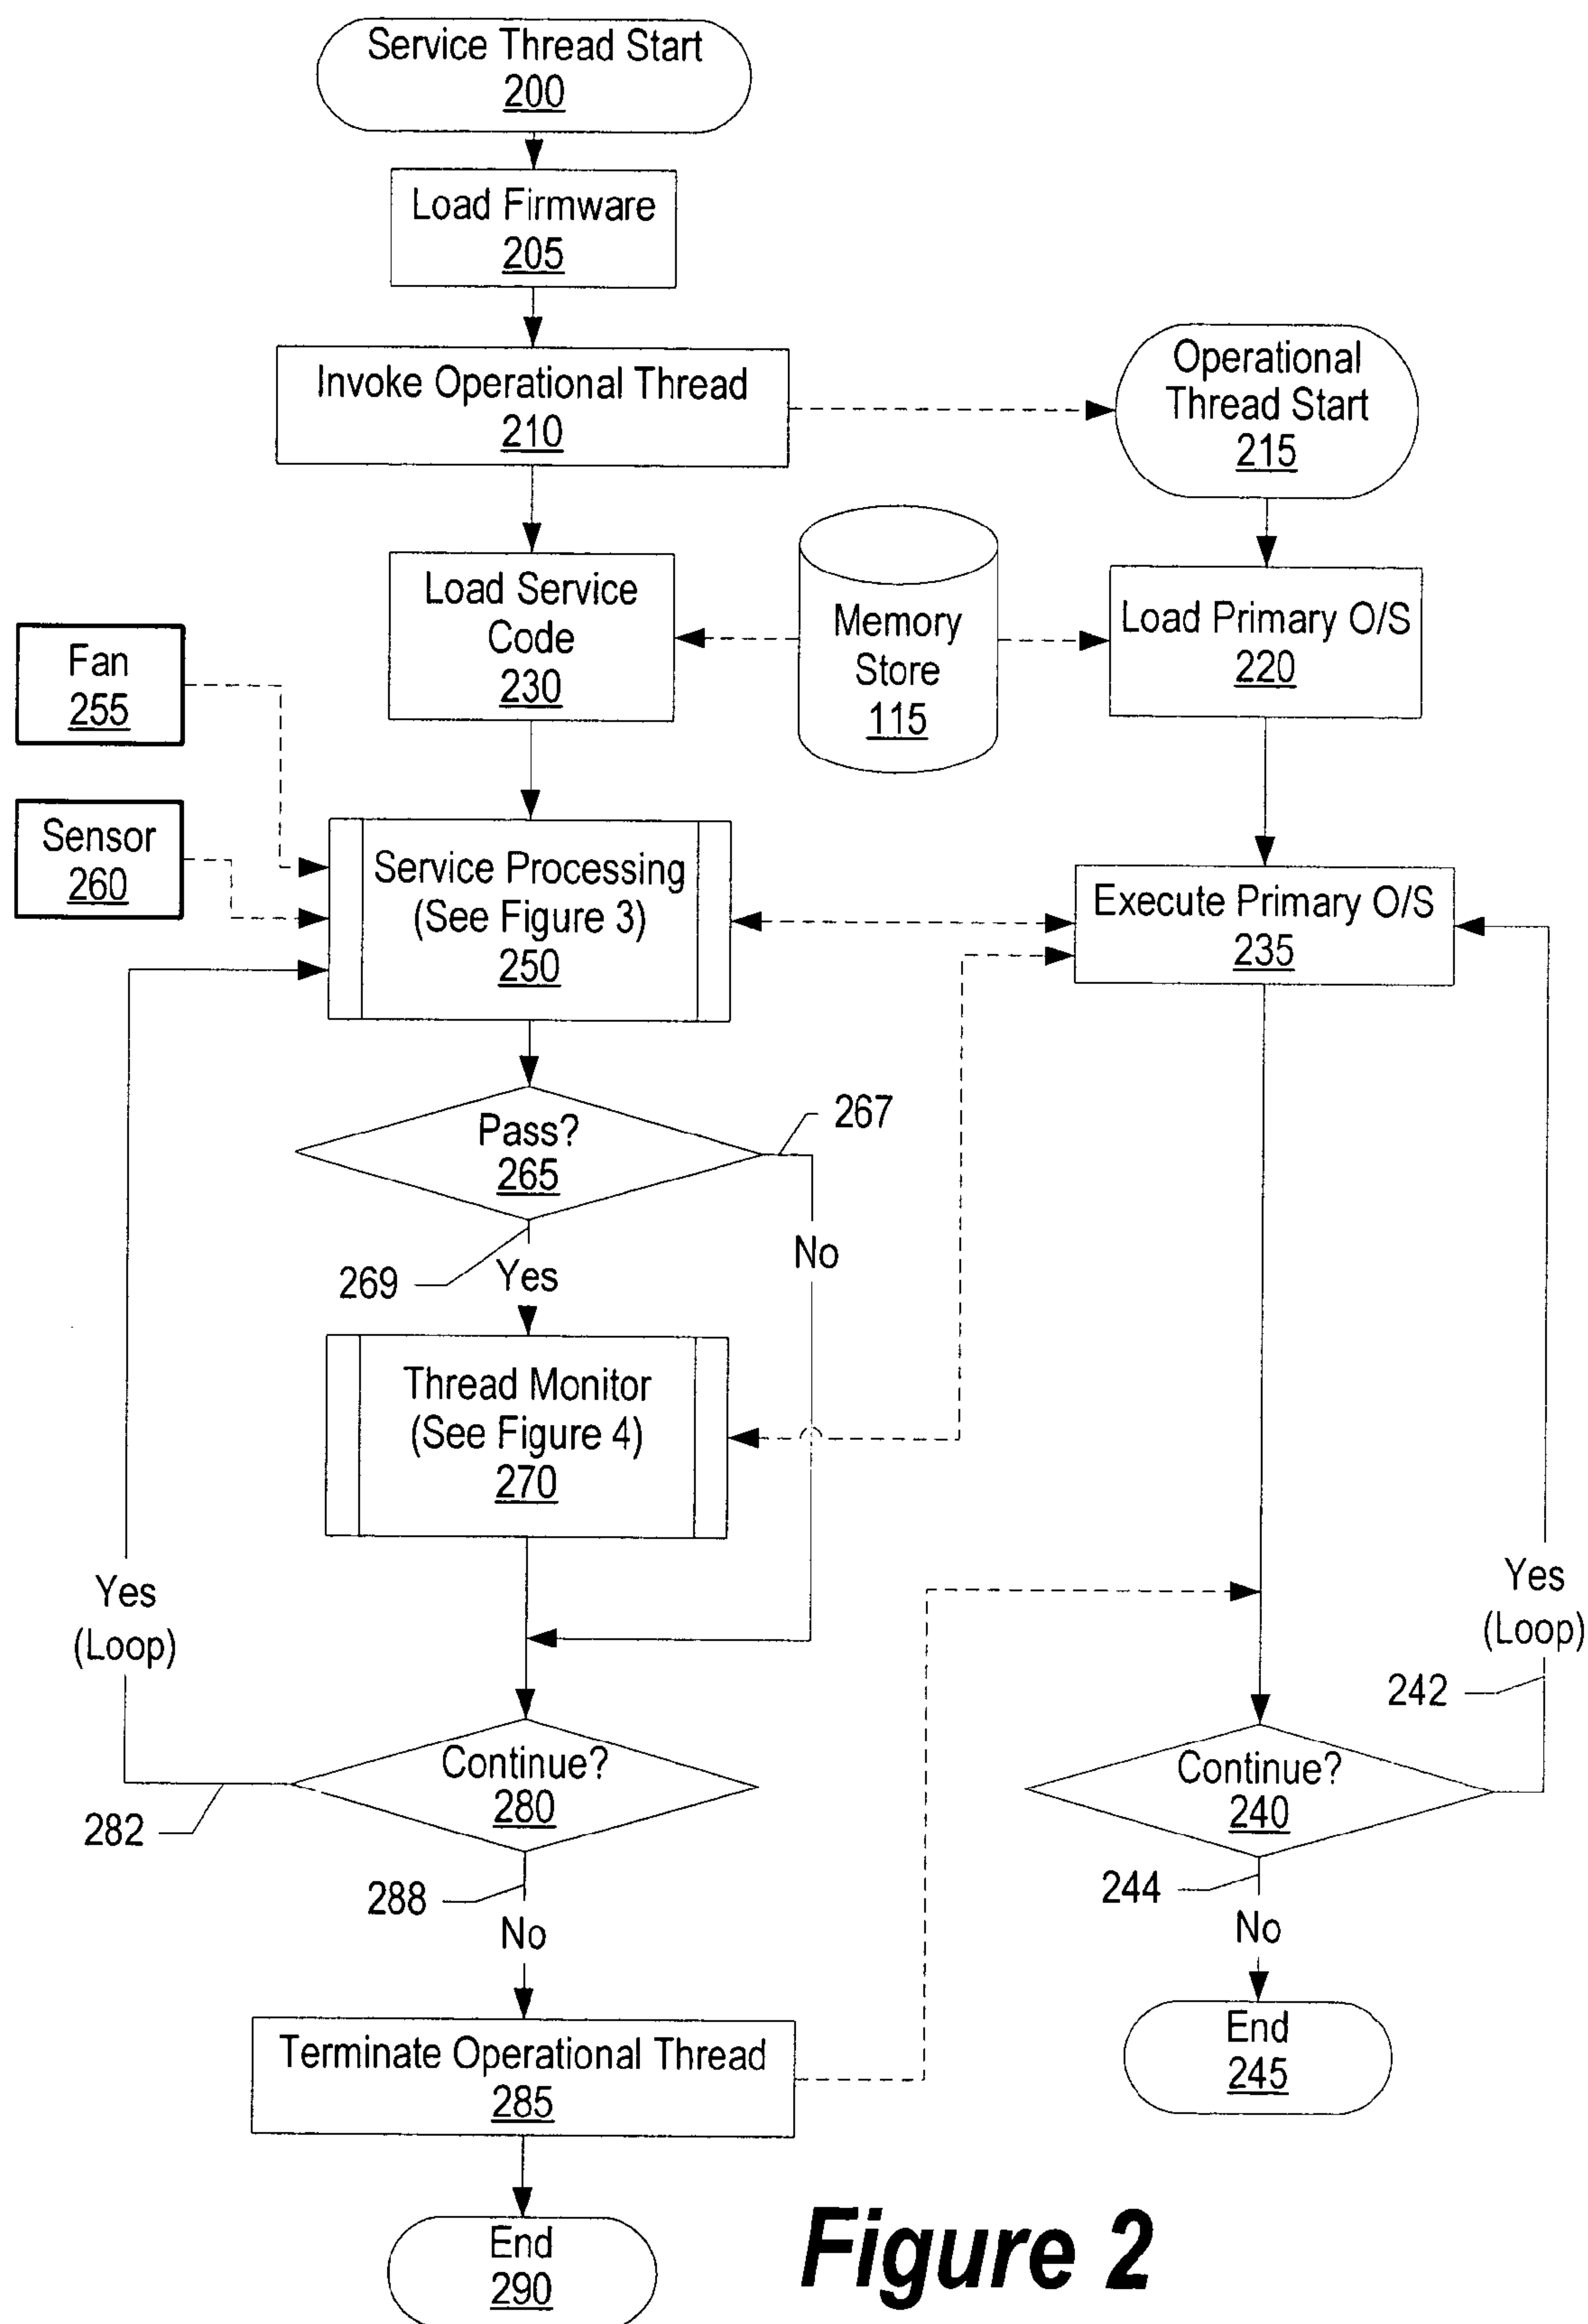 Service Thread Start
200
Load Firmware
205
Invoke Operational Thread
210
Operational
Thread Start
215
Load Service
Code
230
Memory
Store
115
Load Primary O/S
220
Fan
255
Sensor
260
Service Processing
(See Figure 3)
250
Execute Primary O/S
235
Pass?
265
267
No
269
Yes
Thread Monitor
(See Figure 4)
270
Yes
(Loop)
Yes
(Loop)
242
Continue?
280
282
Continue?
240
288
No
244
No
Terminate Operational Thread
285
End
245
End
290
Figure 2